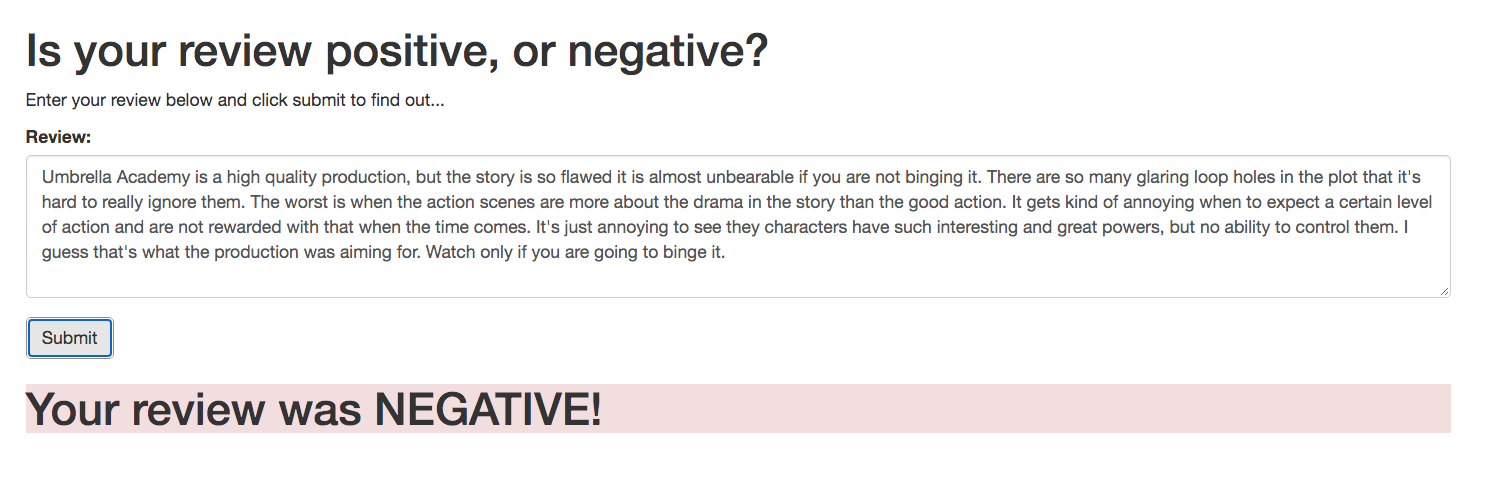 Is your review positive, or negative?
Enter your review below and click submit to find out...
Review:
Umbrella Academy is a high quality production, but the story is so flawed it is almost unbearable if you are not binging it. There are so many glaring loop holes in the plot that it's
hard to really ignore them. The worst is when the action scenes are more about the drama in the story than the good action. It gets kind of annoying when to expect a certain level
of action and are not rewarded with that when the time comes. It's just annoying to see they characters have such interesting and great powers, but no ability to control them. I
guess that's what the production was aiming for. Watch only if you are going to binge it.
Submit
Your review was NEGATIVE!